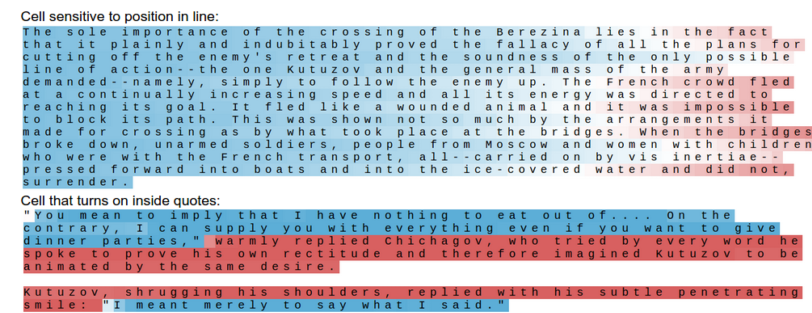 Cell sensitive to position in line:
The sole importance of the crossing of the Berezina lies in the fact
that it plainly and indubitably proved the fallacy of all the plans for
cutting off the enemy's retreat and the soundness of the only possible
line of action--the one Kutuzov and the general mass of the army
demanded--namely, simply to follow the enemy up. The French crowd fled
at a continually increasing speed and all its energy was directed to
reaching its goal. It fled like a wounded animal and it was impossible
to block its path. This was shown not so much by the arrangements it
made for crossing as by what took place at the bridges. When the bridges
broke down, unarmed soldiers, people from Moscow and women with children
who were with the French transport, all--carried on by vis inertiae--
pressed forward into boats and into the ice-covered water and did not,
surrender.
Cell that turns on inside quotes:
"You mean to imply that I have nothing to eat out of.... On the
contrary, I can supply you with everything even if you want to give
dinner parties," warmly replied Chichagov, who tried by every word he
spoke to prove his own rectitude and therefore imagined Kutuzov to be
animated by the same desire.
Kutuzov, shrugging his shoulders, replied with his subtle penetrating
smile: "I meant merely to say what I said."